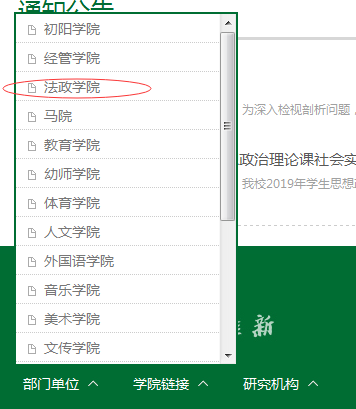 通知公告
初阳学院
经管学院
法政学院
马院
教育学院
幼师学院
体育学院
人文学院
外国语学院
音乐学院
美术学院
文传学院
为深入检视剖析问题，
政治理论课社会实
我校2019年学生思想政
新
部门单位
学院链接
研究机构